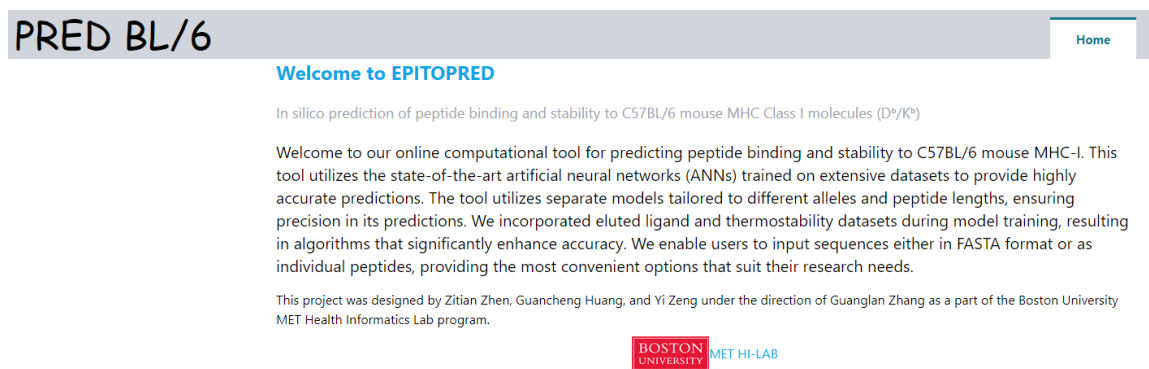 PRED BL/6
Home
Welcome to EPITOPRED
In silico prediction of peptide binding and stability to C57BL/6 mouse MHC Class I molecules (Dᵇ/Kᵇ)
Welcome to our online computational tool for predicting peptide binding and stability to C57BL/6 mouse MHC-I. This
tool utilizes the state-of-the-art artificial neural networks (ANNs) trained on extensive datasets to provide highly
accurate predictions. The tool utilizes separate models tailored to different alleles and peptide lengths, ensuring
precision in its predictions. We incorporated eluted ligand and thermostability datasets during model training, resulting
in algorithms that significantly enhance accuracy. We enable users to input sequences either in FASTA format or as
individual peptides, providing the most convenient options that suit their research needs.
This project was designed by Zitian Zhen, Guancheng Huang, and Yi Zeng under the direction of Guanglan Zhang as a part of the Boston University
MET Health Informatics Lab program.
BOSTON
UNIVERSITY
MET HI-LAB